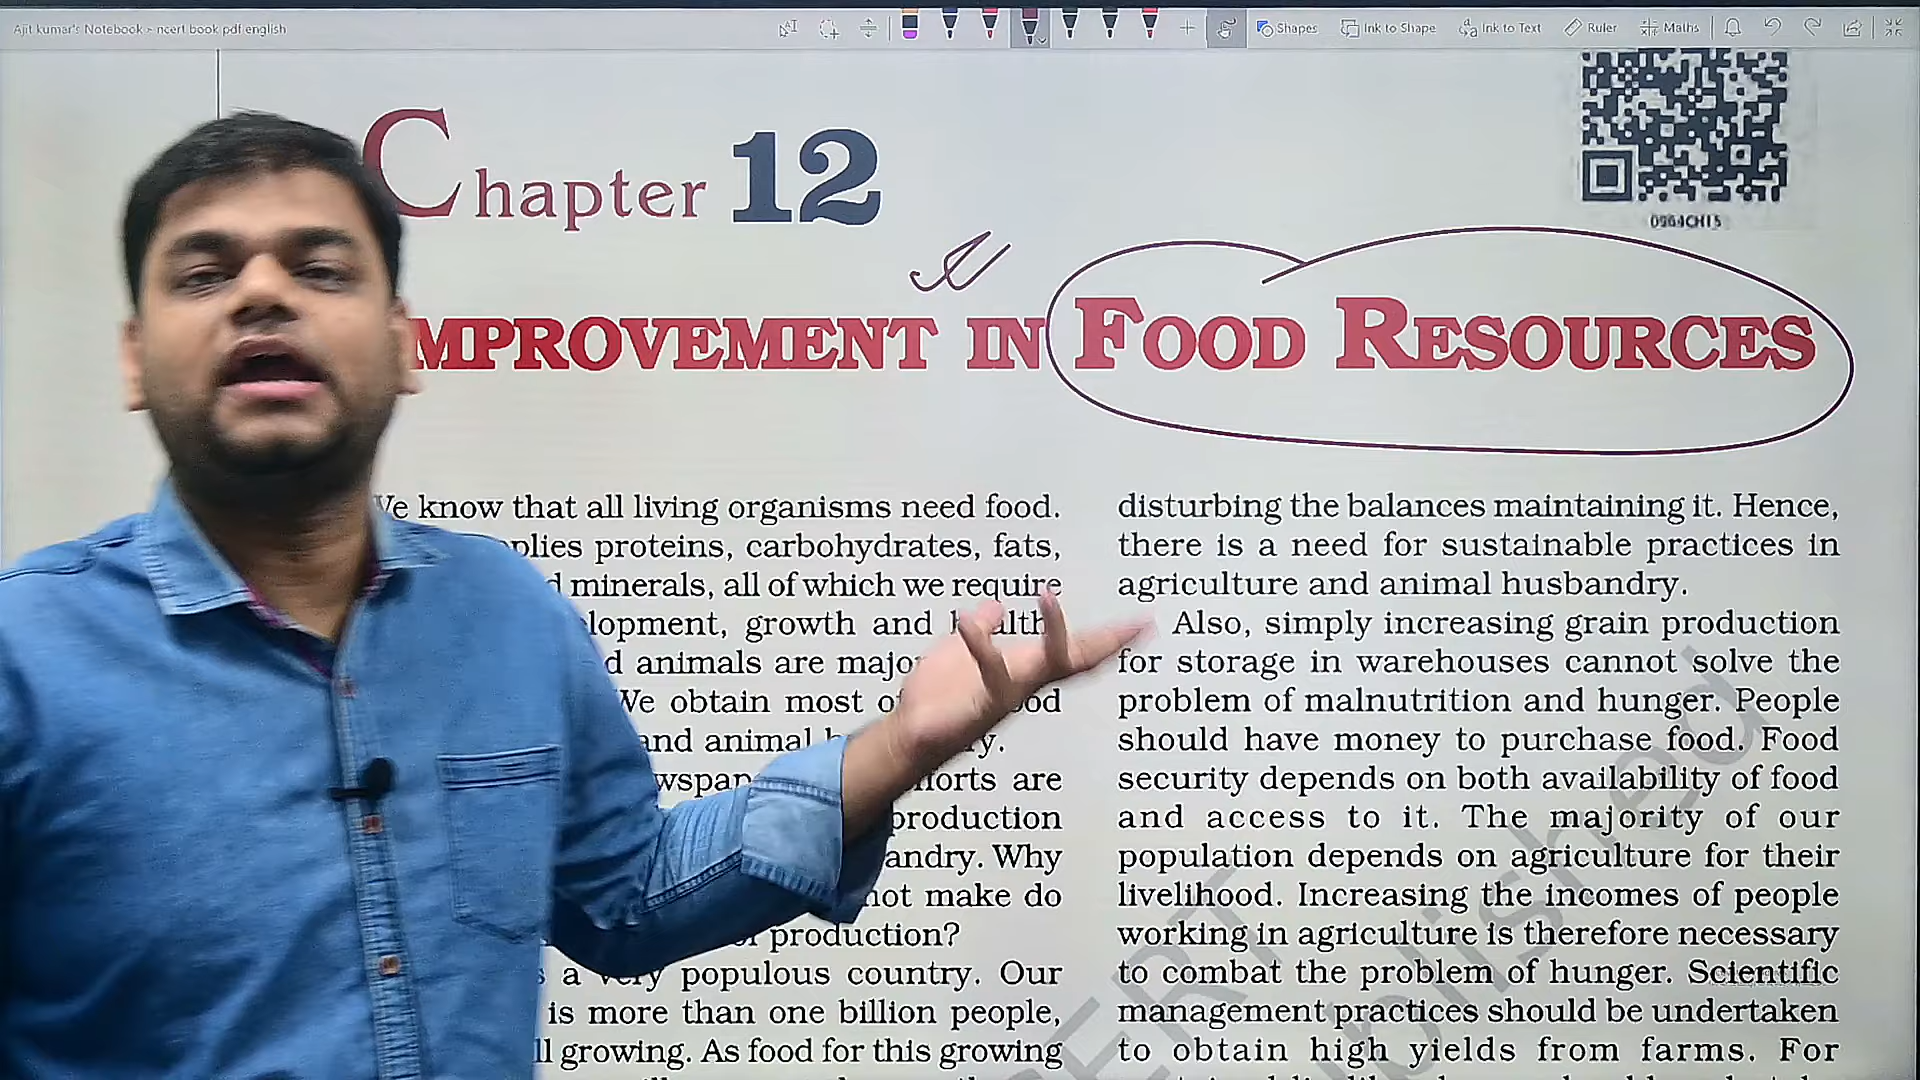 Ajit kumar's Notebook > ncert book pdf english
Shapes
Ink to Shape
Ink to Text
Ruler
Maths
Chapter 12
0964CH15
MPROVEMENT IN FOOD RESOURCES
We know that all living organisms need food.
plies proteins, carbohydrates, fats,
minerals, all of which we require
lopment, growth and
d animals are
We obtain most
and animal
production
andry. Why
not make do
production?
a very populous country. Our
is more than one billion people,
ll growing. As food for this growing
disturbing the balances maintaining it. Hence,
there is a need for sustainable practices in
agriculture and animal husbandry.
Also, simply increasing grain production
for storage in warehouses cannot solve the
problem of malnutrition and hunger. People
should have money to purchase food. Food
security depends on both availability of food
and access to it. The majority of our
population depends on agriculture for their
livelihood. Increasing the incomes of people
working in agriculture is therefore necessary
to combat the problem of hunger. Scientific
management practices should be undertaken
to obtain high yields from farms. For